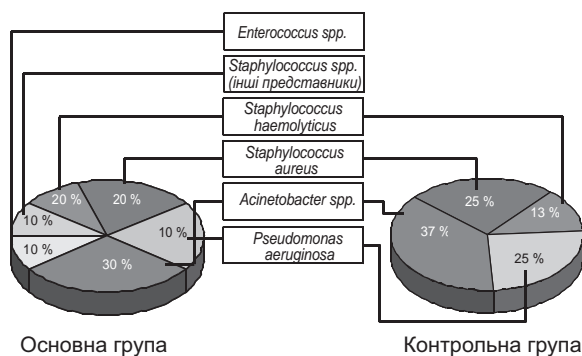 Enterococcus spp.
Staphylococcus spp.
(інші представники)
Staphylococcus
haemolyticus
Staphylococcus
aureus
Acinetobacter spp.
Pseudomonas
aeruginosa
20 %
20 %
10 %
10 %
10 %
30 %
25 %
13 %
37 %
25 %
Основна група
Контрольна група